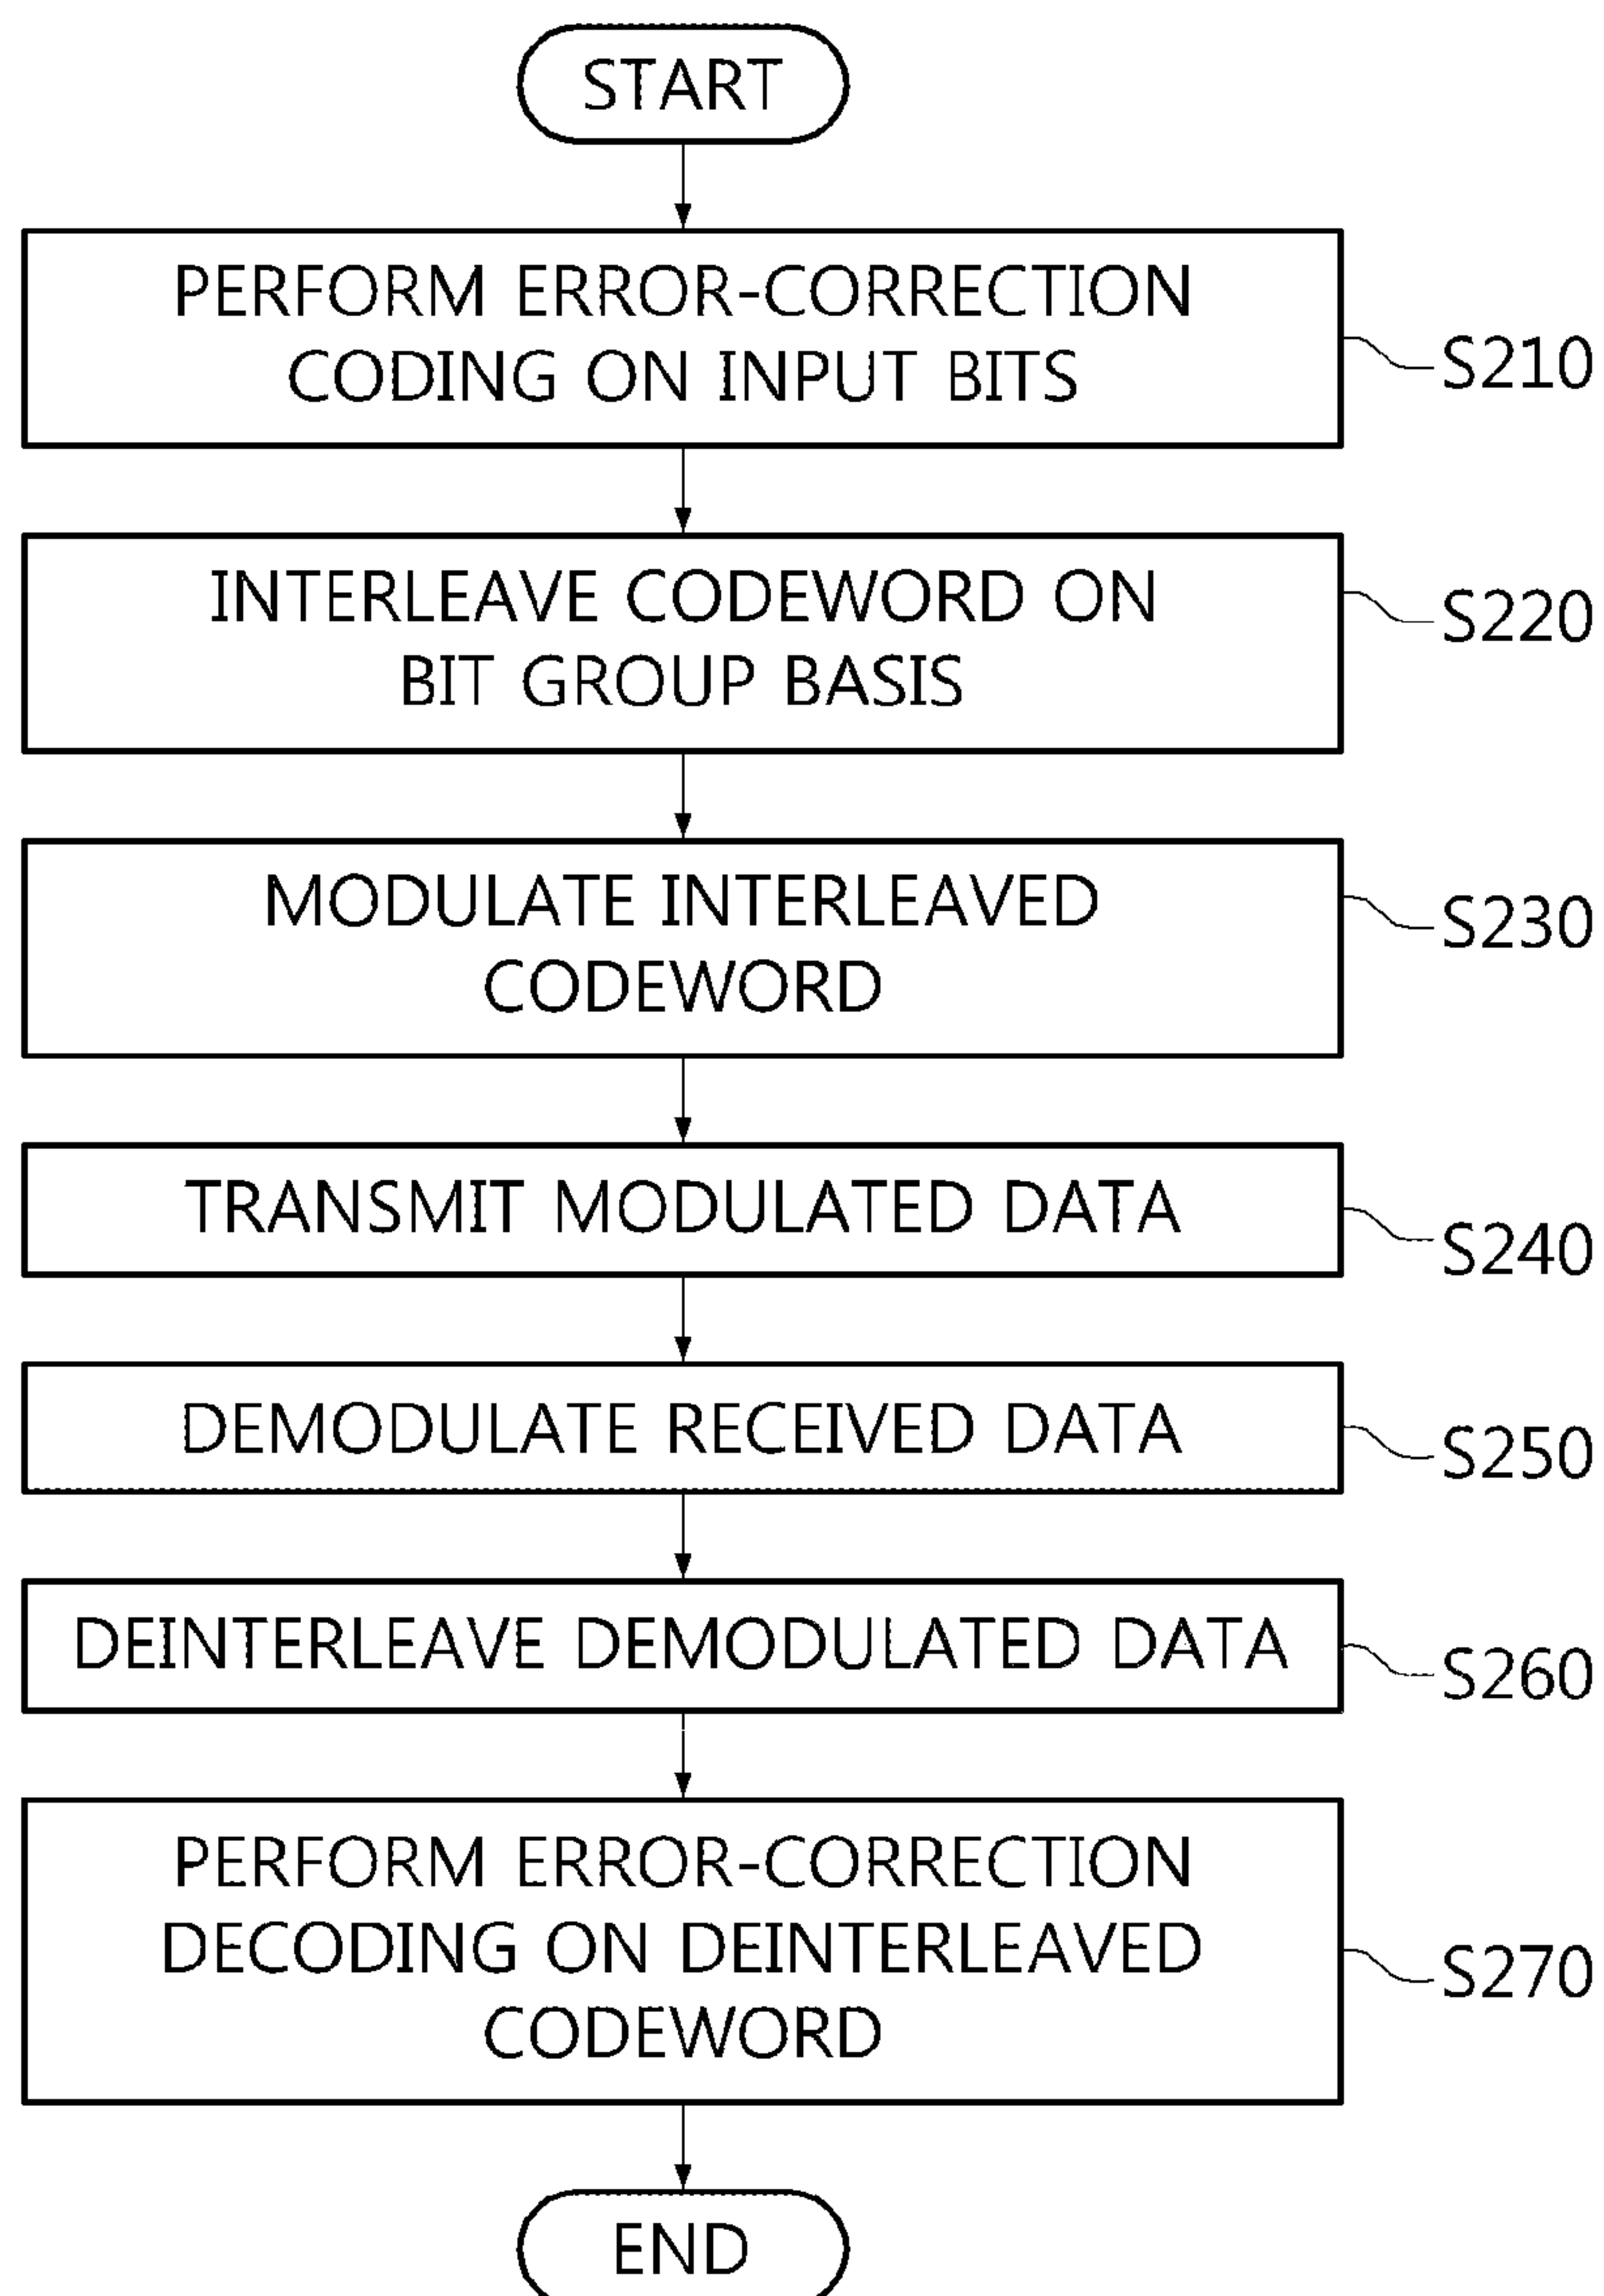 START
PERFORM ERROR-CORRECTION
CODING ON INPUT BITS
S210
INTERLEAVE CODEWORD ON
BIT GROUP BASIS
S220
MODULATE INTERLEAVED
CODEWORD
S230
TRANSMIT MODULATED DATA
S240
DEMODULATE RECEIVED DATA
S250
DEINTERLEAVE DEMODULATED DATA
S260
PERFORM ERROR-CORRECTION
DECODING ON DEINTERLEAVED
CODEWORD
S270
END